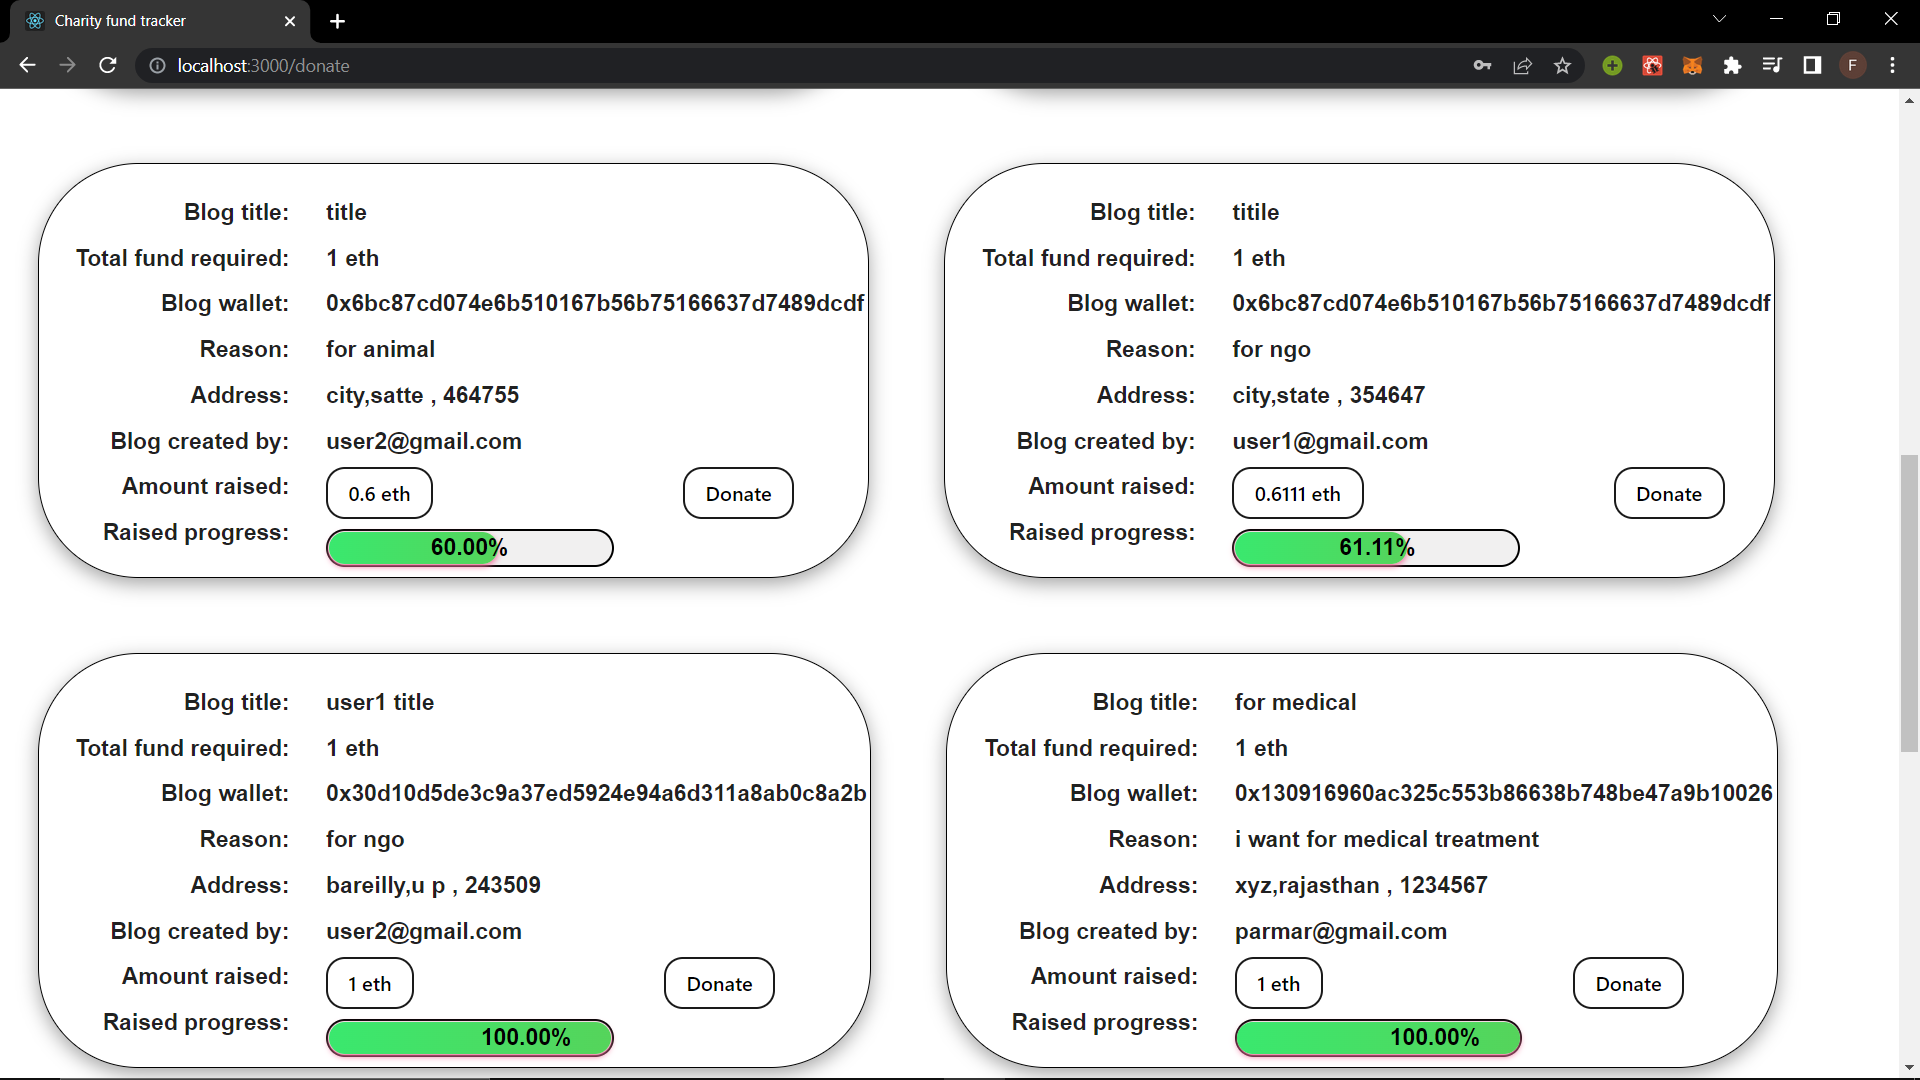 Charity fund tracker
localhost:3000/donate
F
Blog title: title
Total fund required: 1 eth
Blog wallet: 0x6bc87cd074e6b510167b56b75166637d7489dcdf
Reason: for animal
Address: city,satte , 464755
Blog created by: user2@gmail.com
Amount raised: 0.6 eth Donate
Raised progress: 60.00%
Blog title: titile
Total fund required: 1 eth
Blog wallet: 0x6bc87cd074e6b510167b56b75166637d7489dcdf
Reason: for ngo
Address: city,state , 354647
Blog created by: user1@gmail.com
Amount raised: 0.6111 eth Donate
Raised progress: 61.11%
Blog title: user1 title
Total fund required: 1 eth
Blog wallet: 0x30d10d5de3c9a37ed5924e94a6d311a8ab0c8a2b
Reason: for ngo
Address: bareilly,u p , 243509
Blog created by: user2@gmail.com
Amount raised: 1 eth Donate
Raised progress: 100.00%
Blog title: for medical
Total fund required: 1 eth
Blog wallet: 0x130916960ac325c553b86638b748be47a9b10026
Reason: i want for medical treatment
Address: xyz,rajasthan , 1234567
Blog created by: parmar@gmail.com
Amount raised: 1 eth Donate
Raised progress: 100.00%